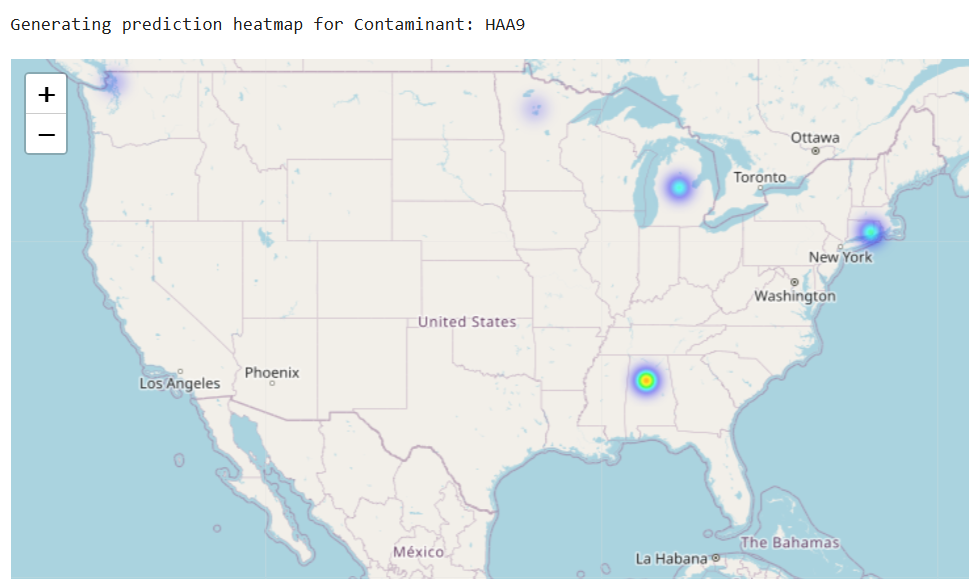 Generating prediction heatmap for Contaminant: HAA9
+
−
Ottawa
Toronto
New York
Washington
United States
Phoenix
Los Angeles
México
The Bahamas
La Habana